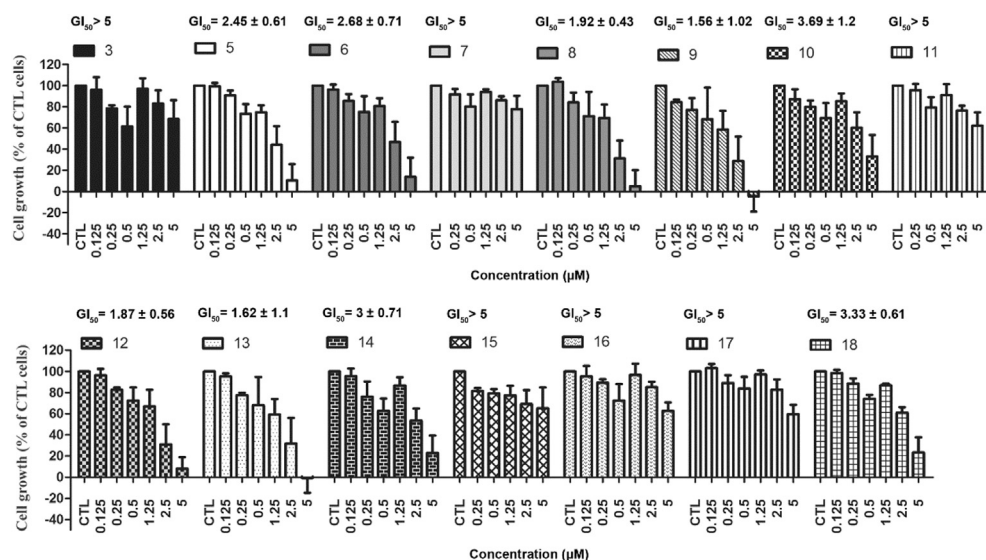 GI50> 5 GI50= 2.45 ± 0.61 GI50= 2.68 ± 0.71 GI50> 5 GI50= 1.92 ± 0.43 GI50= 1.56 ± 1.02 GI50= 3.69 ± 1.2 GI50> 5
3 5 6 7 8 9 10 11
Cell growth (% of CTL cells)
120
100
80
60
40
20
0
-20
-40
CTL 0.125 0.25 0.5 1.25 2.5 5 CTL 0.125 0.25 0.5 1.25 2.5 5 CTL 0.125 0.25 0.5 1.25 2.5 5 CTL 0.25 0.5 1.25 2.5 5 CTL 0.125 0.25 0.5 1.25 2.5 5 CTL 0.125 0.25 0.5 1.25 2.5 5 CTL 0.125 0.25 0.5 1.25 2.5 5 CTL 0.25 0.5 1.25 2.5 5
Concentration (µM)
GI50= 1.87 ± 0.56 GI50= 1.62 ± 1.1 GI50= 3 ± 0.71 GI50> 5 GI50> 5 GI50> 5 GI50= 3.33 ± 0.61
12 13 14 15 16 17 18
Cell growth (% of CTL cells)
120
100
80
60
40
20
0
-20
-40
CTL 0.125 0.25 0.5 1.25 2.5 5 CTL 0.125 0.25 0.5 1.25 2.5 5 CTL 0.125 0.25 0.5 1.25 2.5 5 CTL 0.125 0.25 0.5 1.25 2.5 5 CTL 0.125 0.25 0.5 1.25 2.5 5 CTL 0.125 0.25 0.5 1.25 2.5 5 CTL 0.125 0.25 0.5 1.25 2.5 5
Concentration (µM)